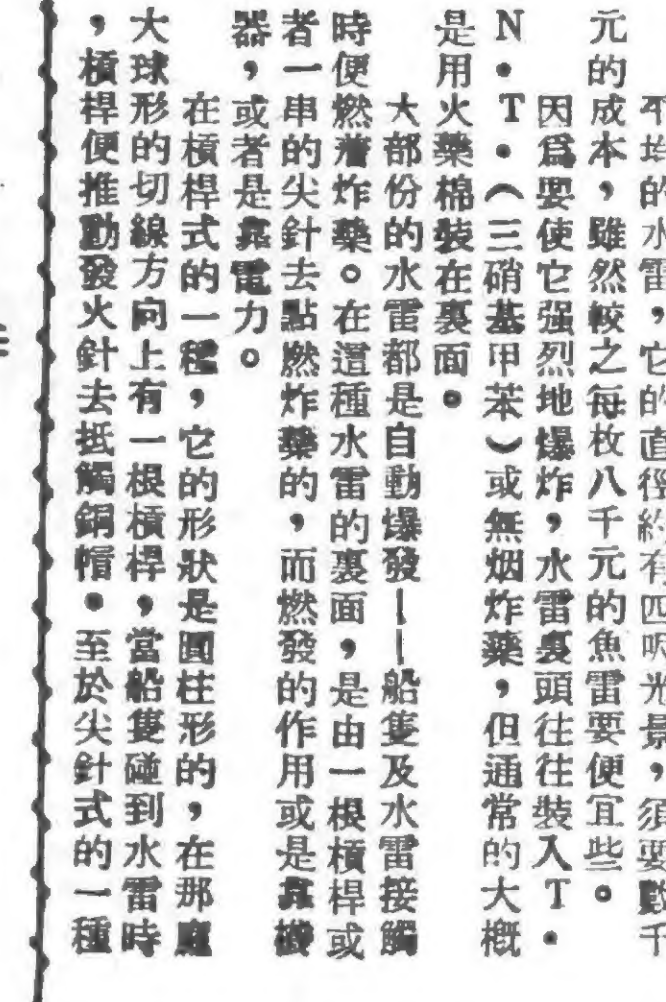 平均的水雷，它的直徑約有四呎光景，須要數千
元的成本，雖然較之每枚八千元的魚雷要便宜些。
因爲要使它强烈地爆炸，水雷裏頭往往裝入T·
N·T·（三硝基甲苯）或無烟炸藥，但通常的大概
是用火藥棉裝在裏面。
大部份的水雷都是自動爆發——船隻及水雷接觸
時便燃着炸藥。在這種水雷的裏面，是由一根槓桿或
者一串的尖針去點燃炸藥的，而燃發的作用或是靠機
器，或者是靠電力。
在槓桿式的一種，它的形狀是圓柱形的，在那龐
大球形的切線方向上有一根槓桿，當船隻碰到水雷時
，槓桿便推動發火針去抵觸銅帽。至於尖針式的一種